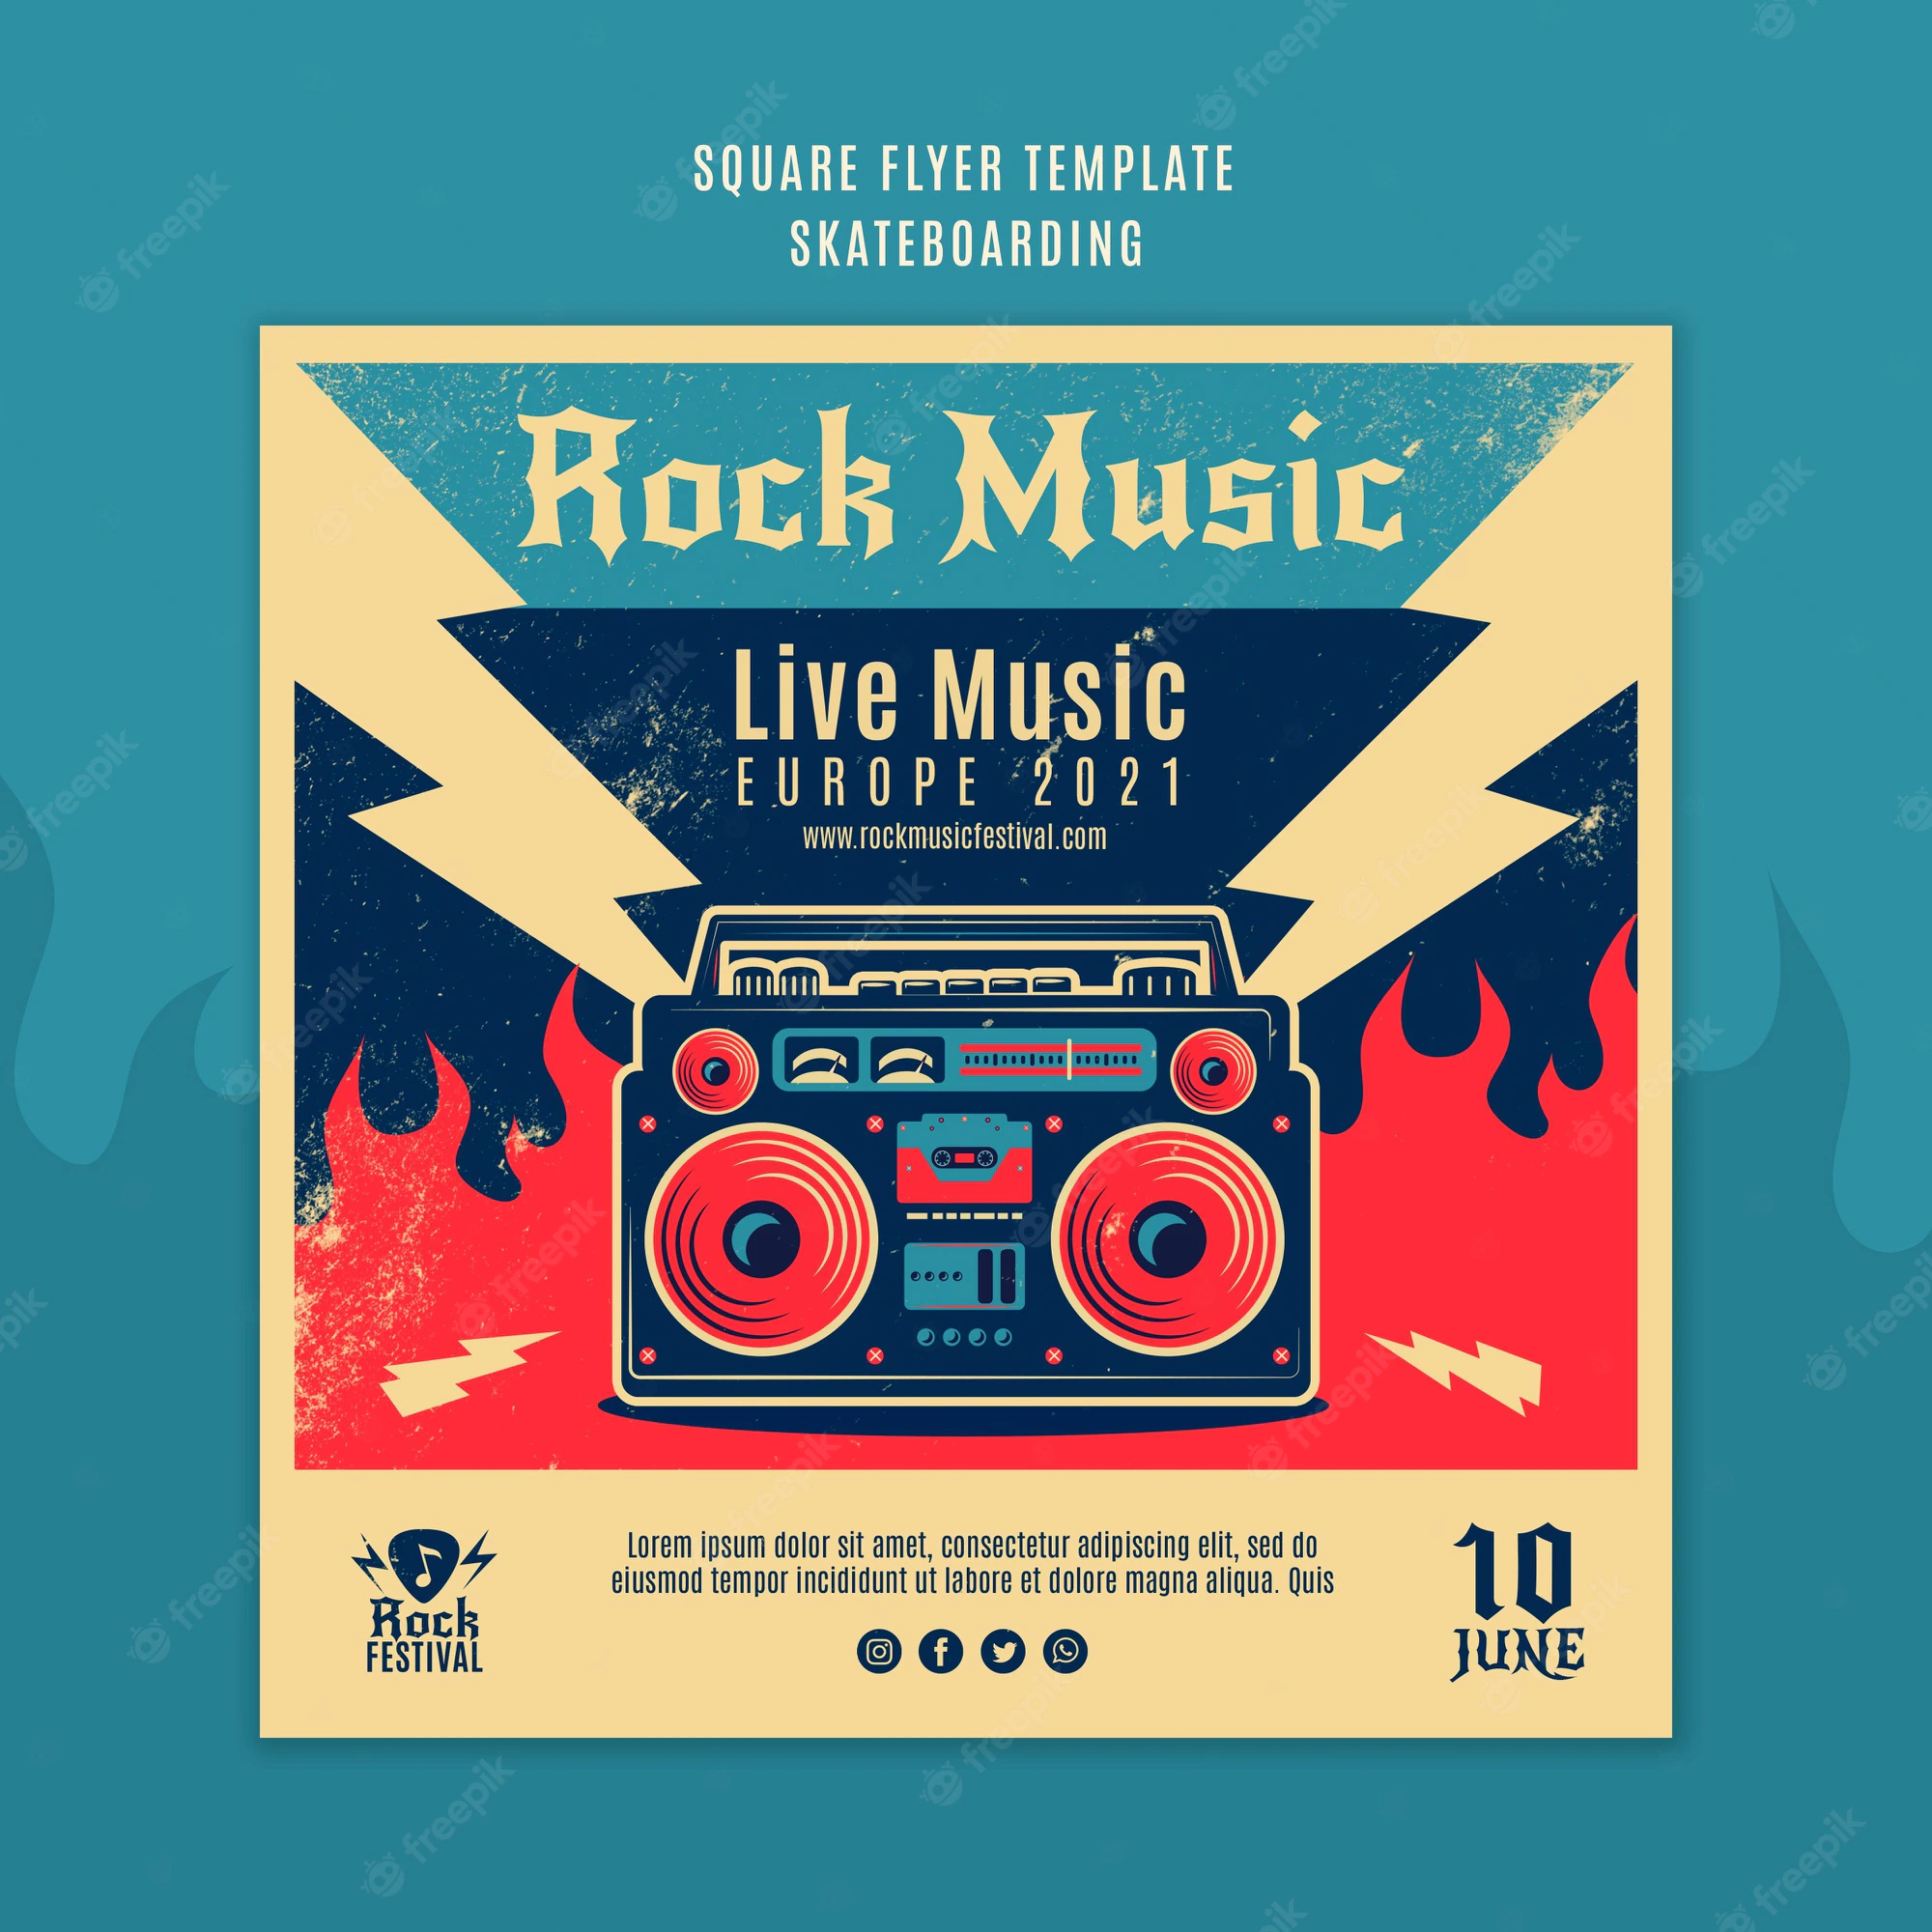 SQUARE FLYER TEMPLATE
SKATEBOARDING
Rock Music
Live Music
EUROPE 2021
www.rockmusicfestival.com
Lorem ipsum dolor sit amet, consectetur adipiscing elit, sed do
eiusmod tempor incididunt ut labore et dolore magna aliqua. Quis
Rock
FESTIVAL
10
JUNE
freepik